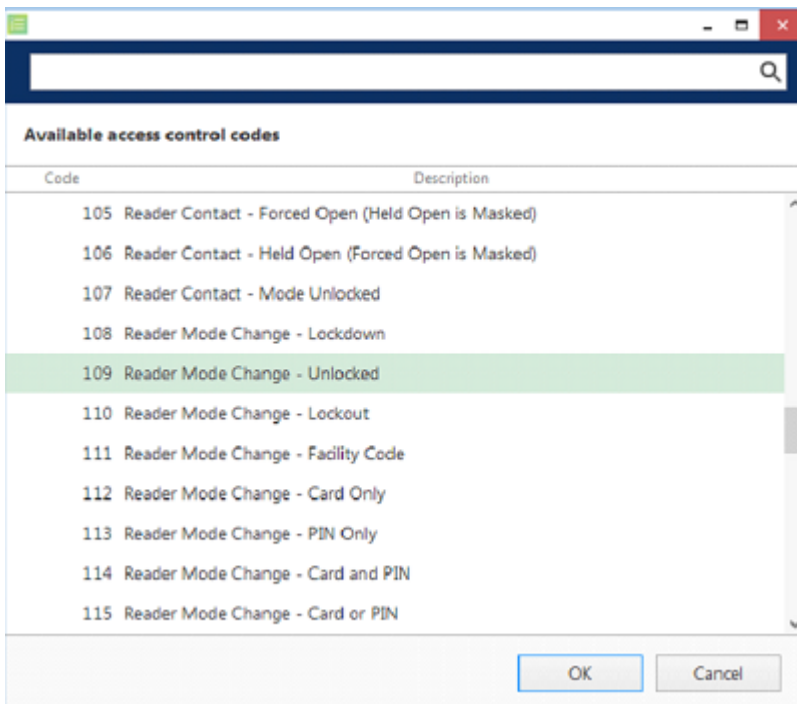 Available access control codes
Code Description
105 Reader Contact - Forced Open (Held Open is Masked)
106 Reader Contact - Held Open (Forced Open is Masked)
107 Reader Contact - Mode Unlocked
108 Reader Mode Change - Lockdown
109 Reader Mode Change - Unlocked
110 Reader Mode Change - Lockout
111 Reader Mode Change - Facility Code
112 Reader Mode Change - Card Only
113 Reader Mode Change - PIN Only
114 Reader Mode Change - Card and PIN
115 Reader Mode Change - Card or PIN
OK Cancel